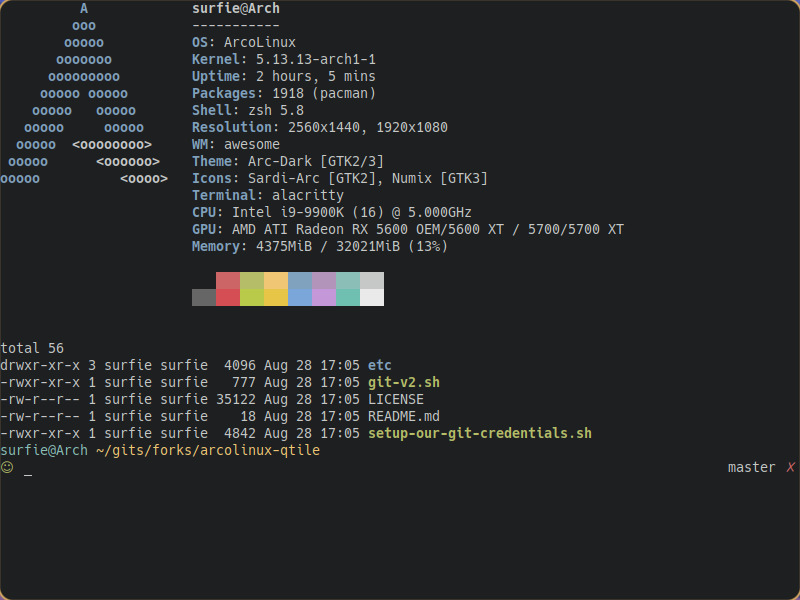 A surfie@Arch
ooo -----------
ooooo OS: ArcoLinux
ooooooo Kernel: 5.13.13-arch1-1
ooooooooo Uptime: 2 hours, 5 mins
ooooo ooooo Packages: 1918 (pacman)
ooooo ooooo Shell: zsh 5.8
ooooo ooooo Resolution: 2560x1440, 1920x1080
ooooo <oooooooo> WM: awesome
ooooo <oooooo> Theme: Arc-Dark [GTK2/3]
ooooo <oooo> Icons: Sardi-Arc [GTK2], Numix [GTK3]
Terminal: alacritty
CPU: Intel i9-9900K (16) @ 5.000GHz
GPU: AMD ATI Radeon RX 5600 OEM/5600 XT / 5700/5700 XT
Memory: 4375MiB / 32021MiB (13%)
total 56
drwxr-xr-x 3 surfie surfie 4096 Aug 28 17:05 etc
-rwxr-xr-x 1 surfie surfie 777 Aug 28 17:05 git-v2.sh
-rw-r--r-- 1 surfie surfie 35122 Aug 28 17:05 LICENSE
-rw-r--r-- 1 surfie surfie 18 Aug 28 17:05 README.md
-rwxr-xr-x 1 surfie surfie 4842 Aug 28 17:05 setup-our-git-credentials.sh
surfie@Arch ~/gits/forks/arcolinux-qtile
☺ _ master ✗